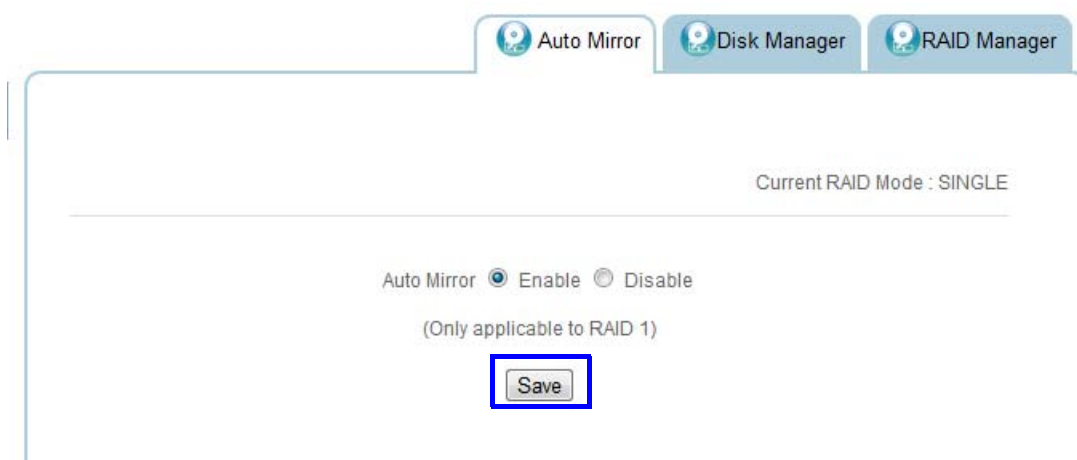 Auto Mirror Disk Manager RAID Manager
Current RAID Mode : SINGLE
Auto Mirror Enable Disable
(Only applicable to RAID 1)
Save